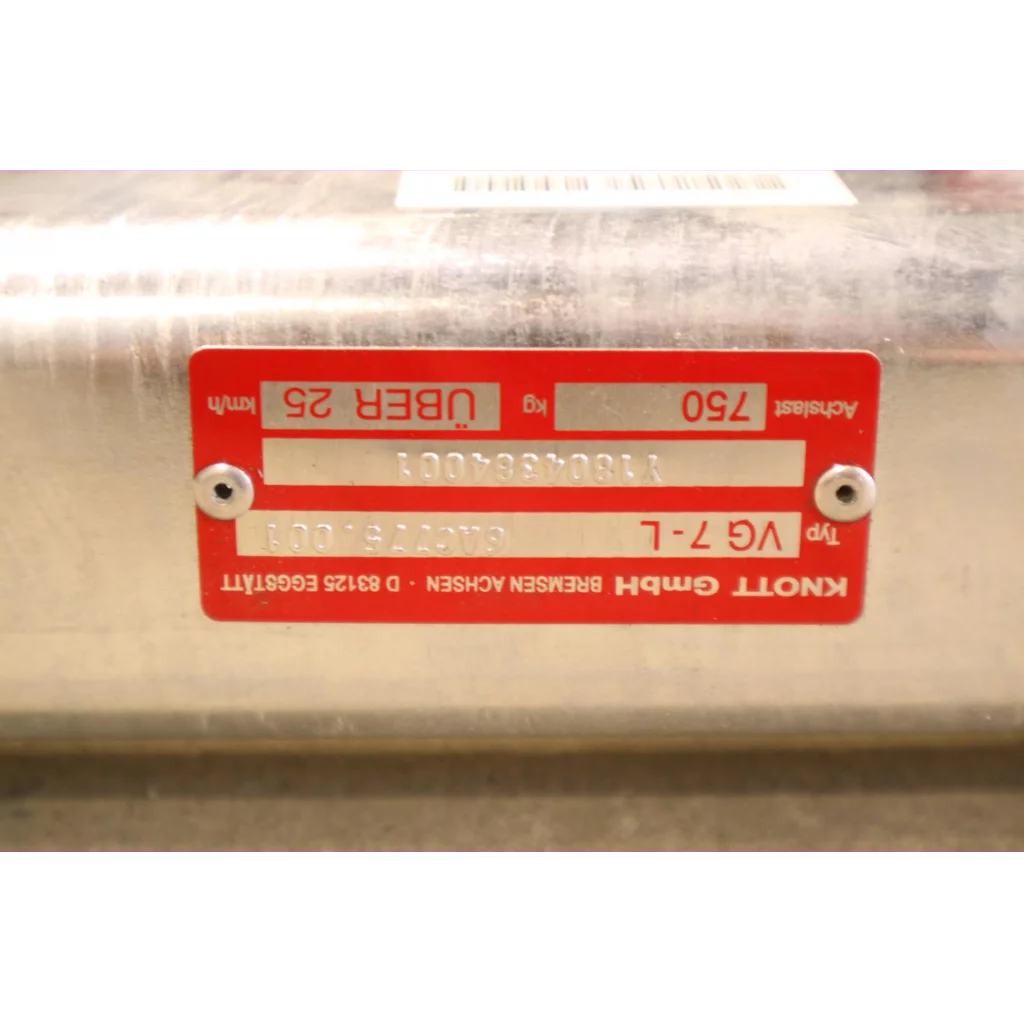 KNOTT GmbH BREMSEN ACHSEN · D 83125 EGGSTÄTT
Typ VG 7-L 6AC775.001
Y1804384001
Achslast 750 kg ÜBER 25 km/h